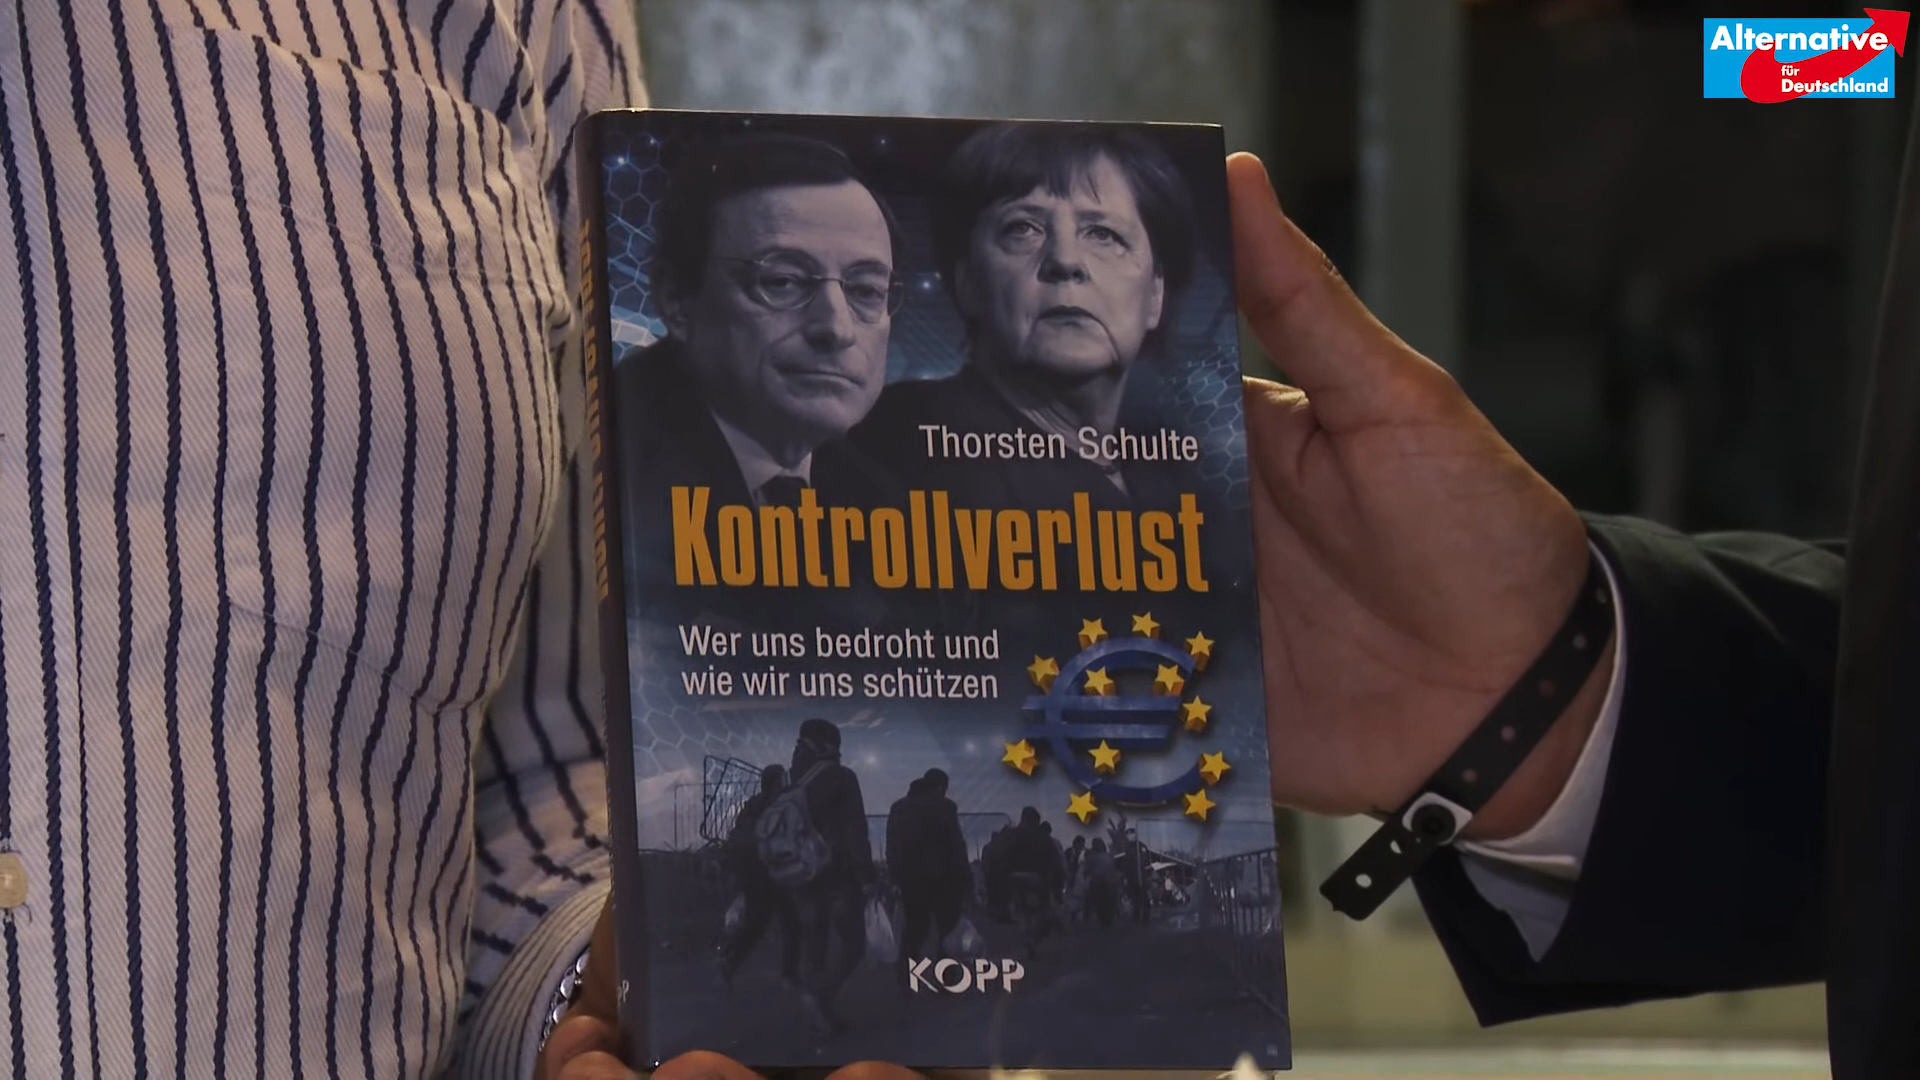 Alternative
für
Deutschland
Thorsten Schulte
Kontrollverlust
Wer uns bedroht und
wie wir uns schützen
KOPP